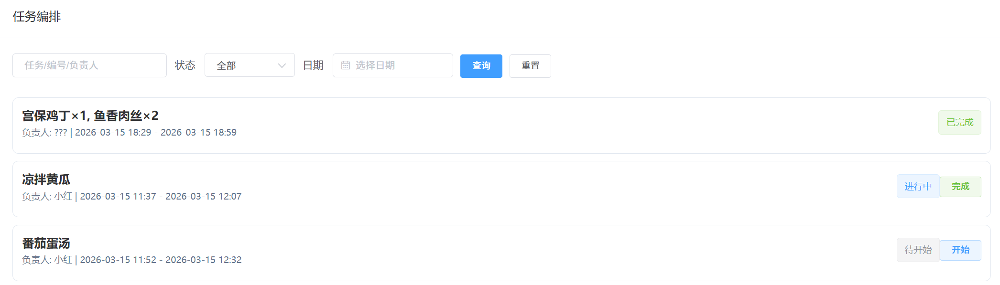 任务编排
任务/编号/负责人 状态 全部 日期 选择日期 查询 重置
宫保鸡丁×1, 鱼香肉丝×2
已完成
负责人: ??? | 2026-03-15 18:29 - 2026-03-15 18:59
凉拌黄瓜
进行中 完成
负责人: 小红 | 2026-03-15 11:37 - 2026-03-15 12:07
番茄蛋汤
待开始 开始
负责人: 小红 | 2026-03-15 11:52 - 2026-03-15 12:32